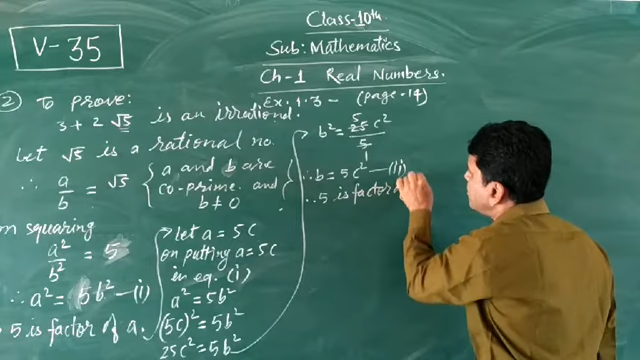 V-35
Class-10th
Sub: Mathematics
Ch-1 Real Numbers.
Ex. 1.3 - (page-14)
2) To prove:
3+2√5 is an irrational.
Let √5 is a rational no.
∴ a/b = √5 { a and b are co-prime and b≠0 }
squaring
a²/b² = 5
∴ a² = 5b² —(i)
5 is factor of a.
let a = 5c
on putting a = 5c
in eq. (i)
a² = 5b²
(5c)² = 5b²
25c² = 5b²
b² = 25c²/5
5
1
∴ b = 5c² —(ii)
∴ 5 is factor